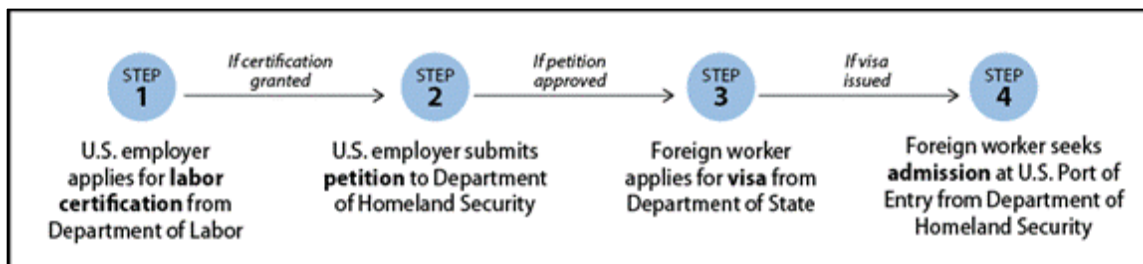 STEP
1
If certification
granted
STEP
2
If petition
approved
STEP
3
If visa
issued
STEP
4
U.S. employer
applies for labor
certification from
Department of Labor
U.S. employer submits
petition to Department
of Homeland Security
Foreign worker
applies for visa from
Department of State
Foreign worker seeks
admission at U.S. Port of
Entry from Department of
Homeland Security